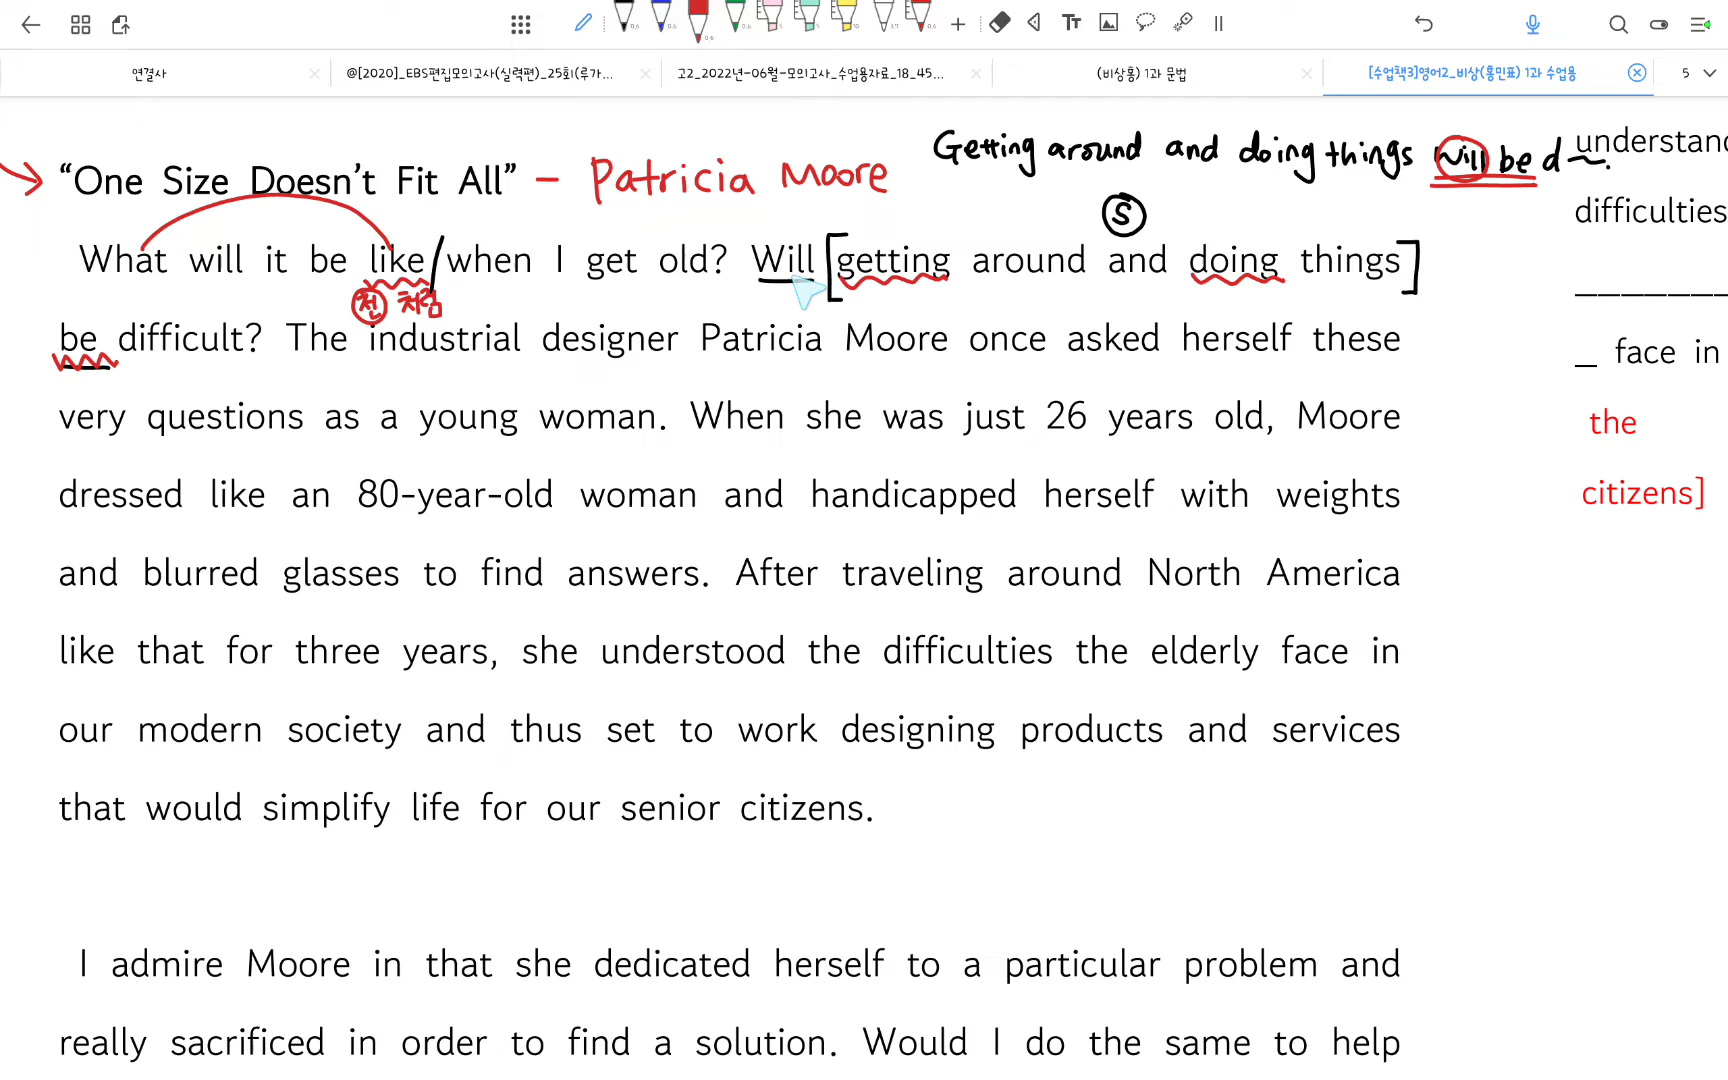 연결사
@[2020]_EBS편집모의고사(실력편)_25회(류가...
고2_2022년-06월-모의고사_수업용자료_18_45...
(비상홍) 1과 문법
[수업책3]영어2_비상(홍민표) 1과 수업용
5
Getting around and doing things will be d~.
“One Size Doesn’t Fit All” – Patricia Moore
S
What will it be like / when I get old? Will [getting around and doing things]
전 처럼
be difficult? The industrial designer Patricia Moore once asked herself these
very questions as a young woman. When she was just 26 years old, Moore
dressed like an 80-year-old woman and handicapped herself with weights
and blurred glasses to find answers. After traveling around North America
like that for three years, she understood the difficulties the elderly face in
our modern society and thus set to work designing products and services
that would simplify life for our senior citizens.
I admire Moore in that she dedicated herself to a particular problem and
really sacrificed in order to find a solution. Would I do the same to help
difficulties
_______
_ face in
the
citizens]